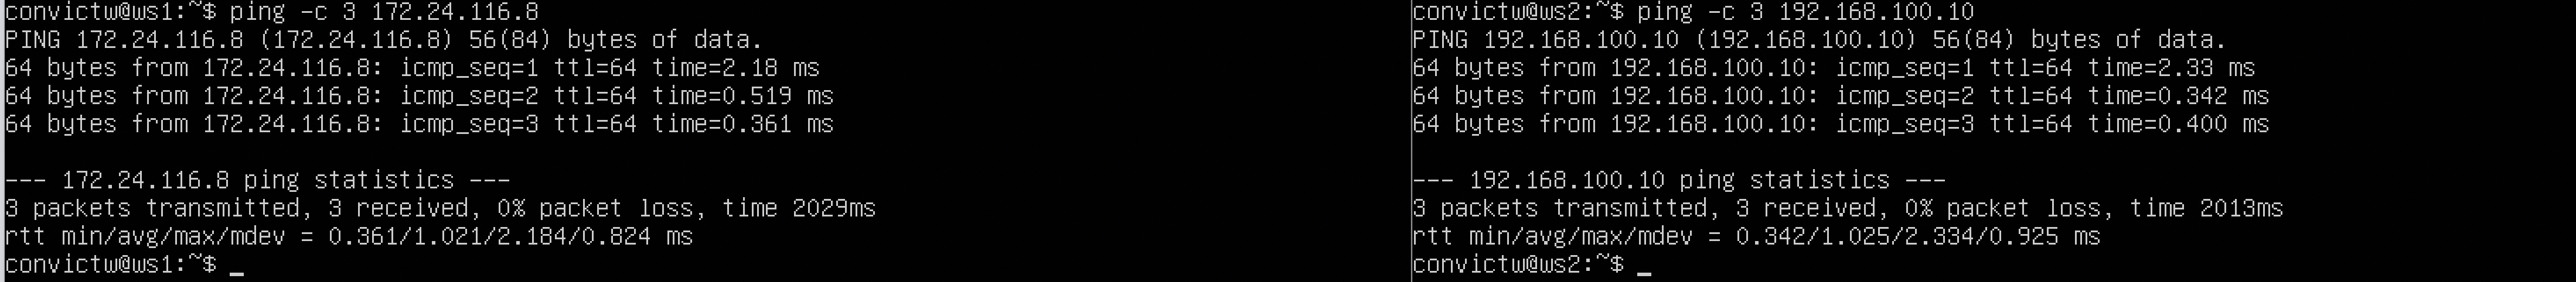 convictw@ws1:~$ ping -c 3 172.24.116.8
PING 172.24.116.8 (172.24.116.8) 56(84) bytes of data.
64 bytes from 172.24.116.8: icmp_seq=1 ttl=64 time=2.18 ms
64 bytes from 172.24.116.8: icmp_seq=2 ttl=64 time=0.519 ms
64 bytes from 172.24.116.8: icmp_seq=3 ttl=64 time=0.361 ms
--- 172.24.116.8 ping statistics ---
3 packets transmitted, 3 received, 0% packet loss, time 2029ms
rtt min/avg/max/mdev = 0.361/1.021/2.184/0.824 ms
convictw@ws1:~$ _
convictw@ws2:~$ ping -c 3 192.168.100.10
PING 192.168.100.10 (192.168.100.10) 56(84) bytes of data.
64 bytes from 192.168.100.10: icmp_seq=1 ttl=64 time=2.33 ms
64 bytes from 192.168.100.10: icmp_seq=2 ttl=64 time=0.342 ms
64 bytes from 192.168.100.10: icmp_seq=3 ttl=64 time=0.400 ms
--- 192.168.100.10 ping statistics ---
3 packets transmitted, 3 received, 0% packet loss, time 2013ms
rtt min/avg/max/mdev = 0.342/1.025/2.334/0.925 ms
convictw@ws2:~$ _